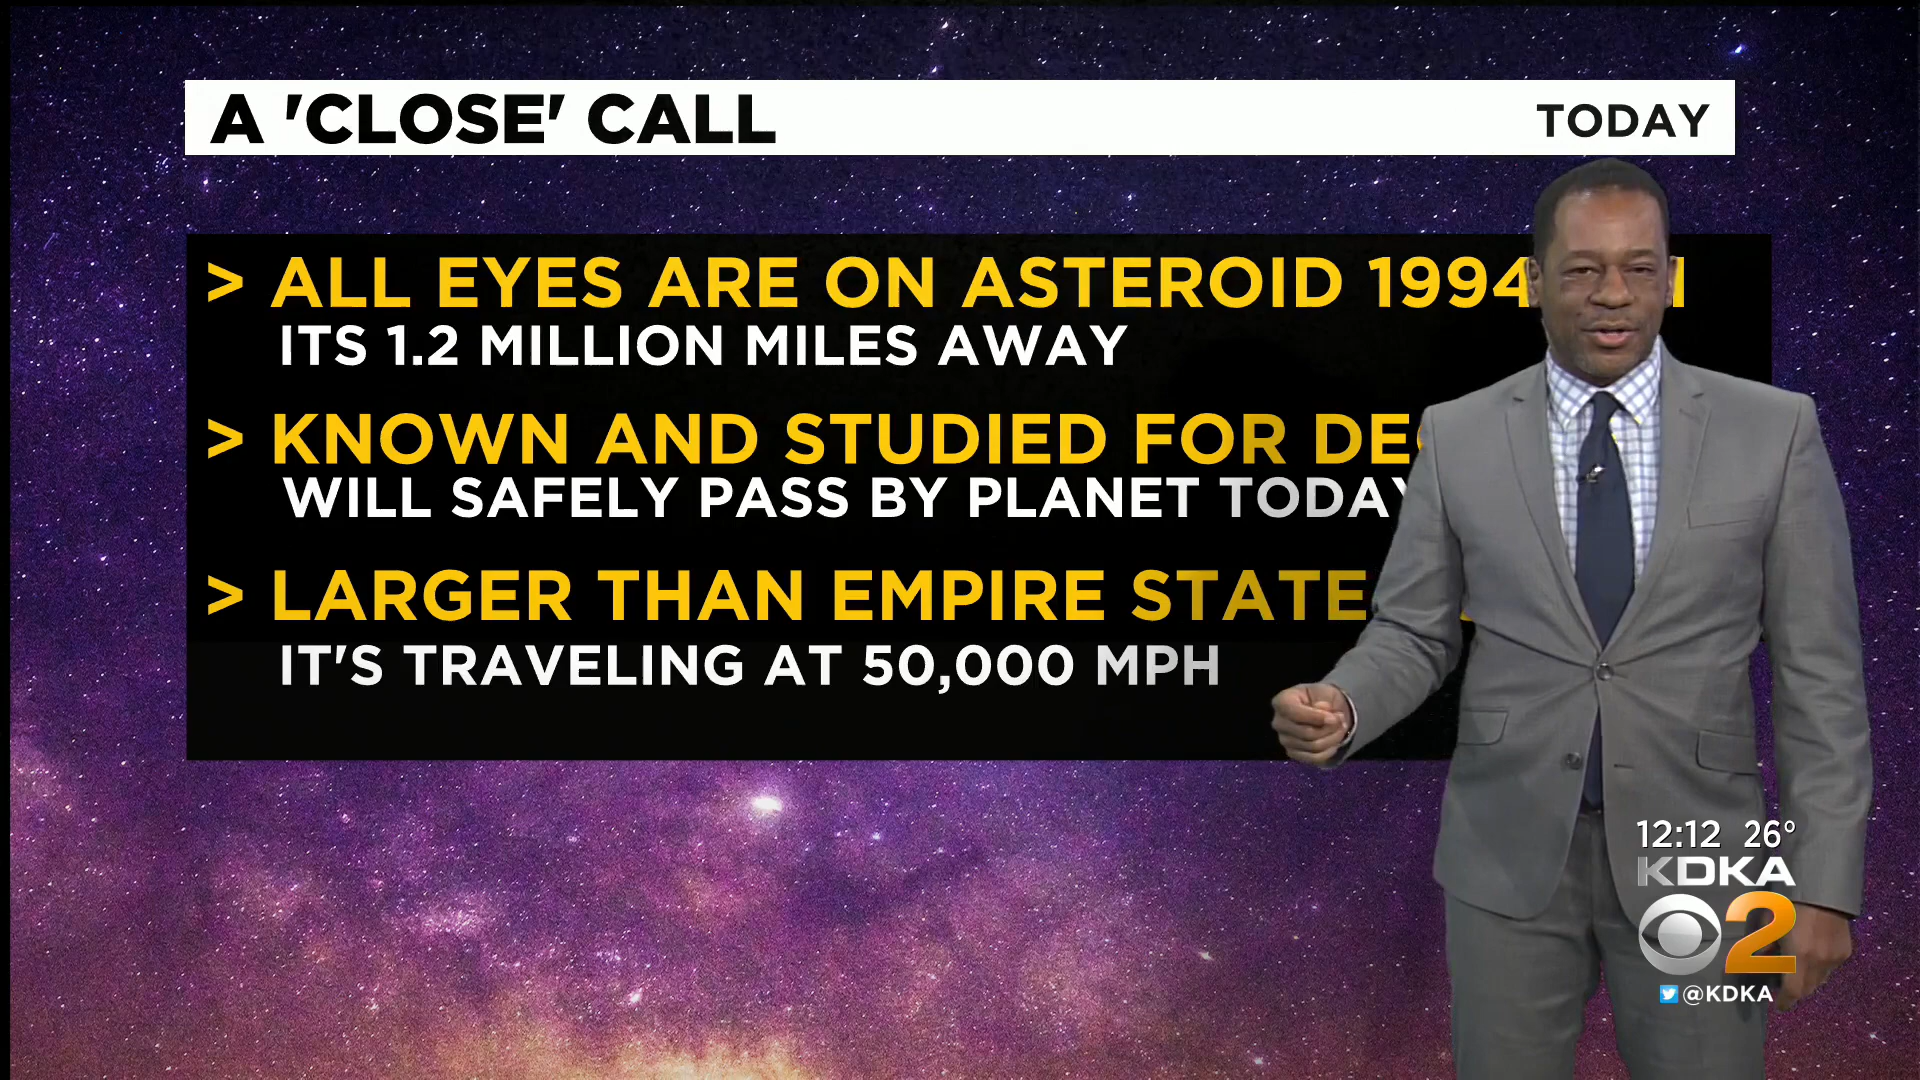 A 'CLOSE' CALL
TODAY
> ALL EYES ARE ON ASTEROID 1994
ITS 1.2 MILLION MILES AWAY
> KNOWN AND STUDIED FOR
WILL SAFELY PASS BY PLANET TODAY
> LARGER THAN EMPIRE STATE
IT'S TRAVELING AT 50,000 MPH
12:12 26°
KDKA
2
@KDKA